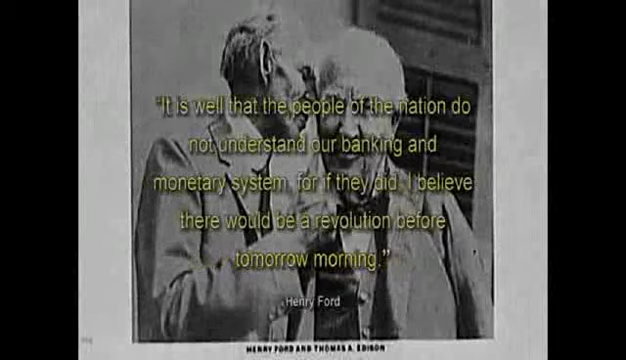 "It is well that the people of the nation do
not understand our banking and
monetary system, for if they did, I believe
there would be a revolution before
tomorrow morning."
-Henry Ford
HENRY FORD AND THOMAS A. EDISON